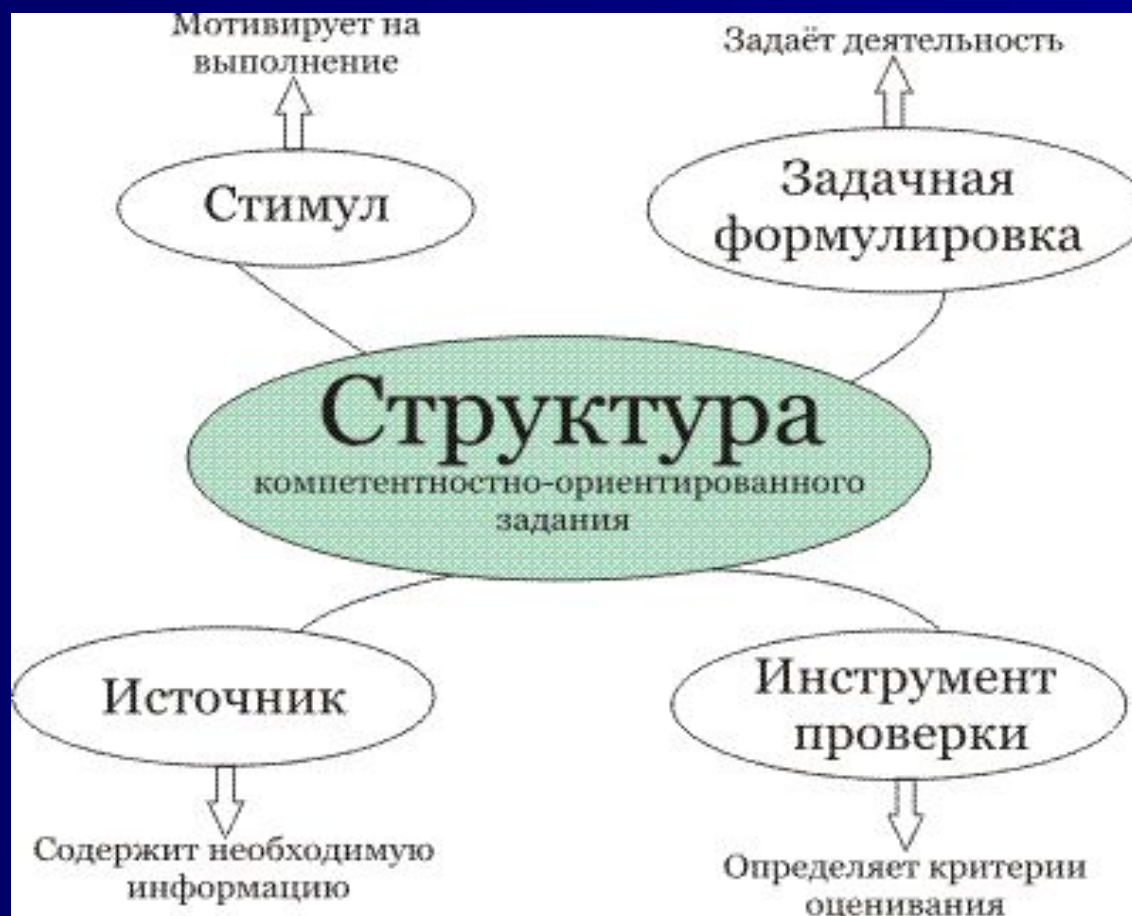 Мотивирует на
выполнение
Задаёт деятельность
Стимул
Задачная
формулировка
Структура
компетентностно-ориентированного
задания
Источник
Инструмент
проверки
Содержит необходимую
информацию
Определяет критерии
оценивания